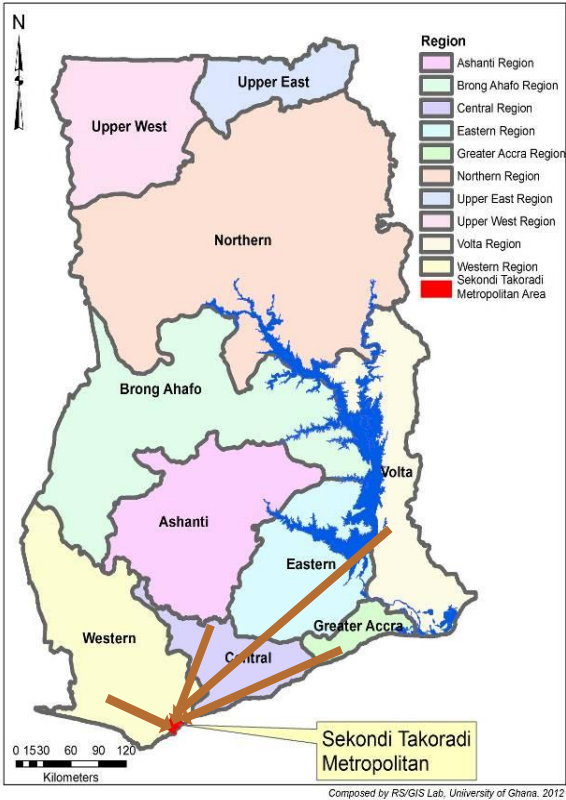 N
Region
Ashanti Region
Brong Ahafo Region
Central Region
Eastern Region
Greater Accra Region
Northern Region
Upper East Region
Upper West Region
Volta Region
Western Region
Sekondi Takoradi
Metropolitan Area
Upper East
Upper West
Northern
Brong Ahafo
Volta
Ashanti
Eastern
Greater Accra
Western
Central
Sekondi Takoradi
Metropolitan
0 1530 60 90 120
Kilometers
Composed by RS/GIS Lab, Uniiversity of Ghana. 2012